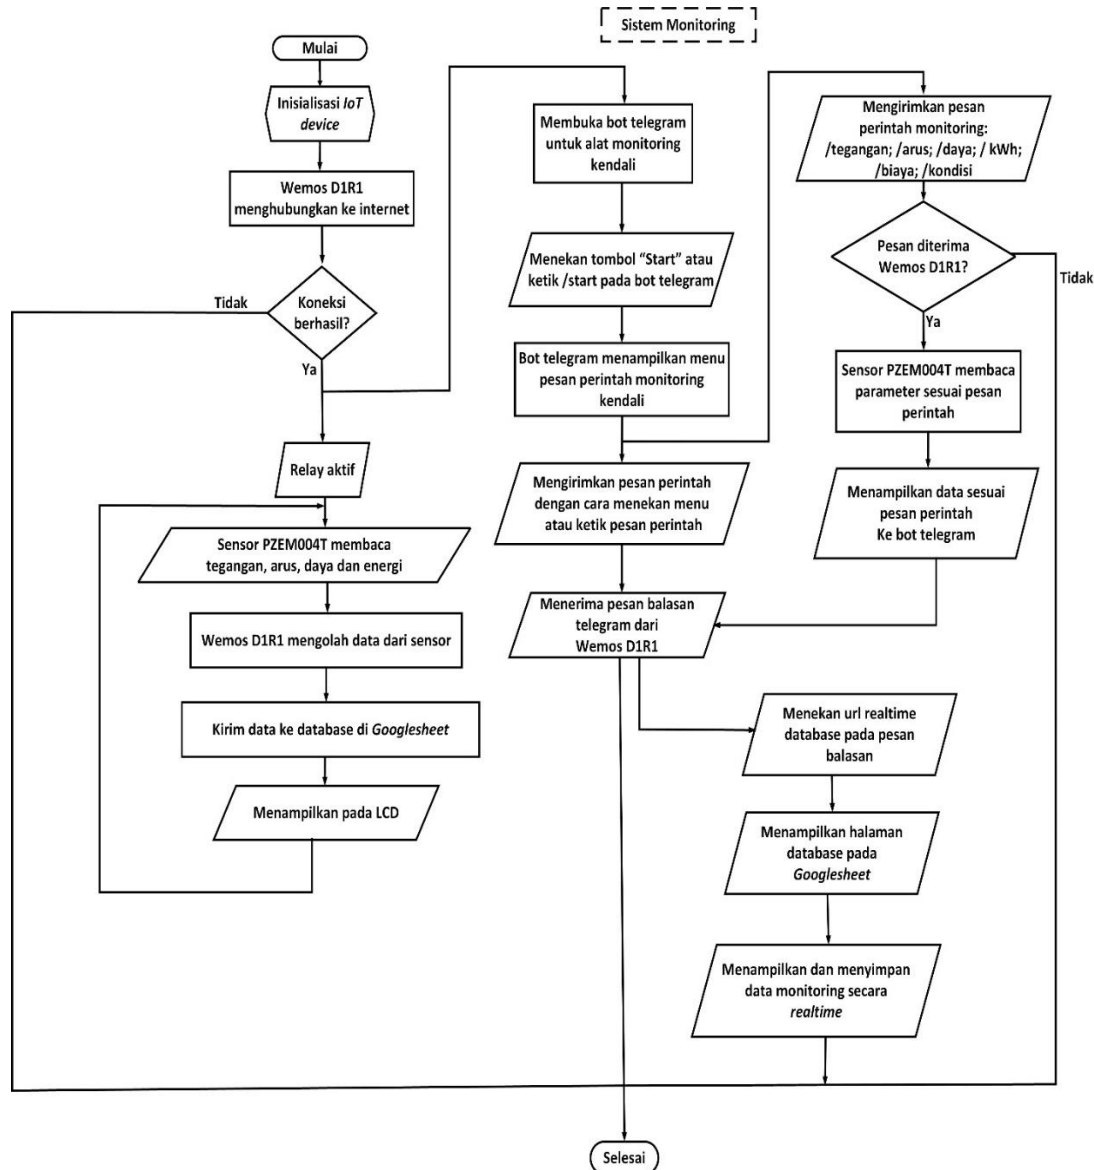 Sistem Monitoring
Mulai
Inisialisasi IoT
device
Wemos D1R1
menghubungkan ke internet
Koneksi
berhasil?
Tidak
Ya
Relay aktif
Sensor PZEM004T membaca
tegangan, arus, daya dan energi
Wemos D1R1 mengolah data dari sensor
Kirim data ke database di Googlesheet
Menampilkan pada LCD
Membuka bot telegram
untuk alat monitoring
kendali
Menekan tombol “Start” atau
ketik /start pada bot telegram
Bot telegram menampilkan menu
pesan perintah monitoring
kendali
Mengirimkan pesan perintah
dengan cara menekan menu
atau ketik pesan perintah
Menerima pesan balasan
telegram dari
Wemos D1R1
Mengirimkan pesan
perintah monitoring:
/tegangan; /arus; /daya; / kWh;
/biaya; /kondisi
Pesan diterima
Wemos D1R1?
Tidak
Ya
Sensor PZEM004T membaca
parameter sesuai pesan
perintah
Menampilkan data sesuai
pesan perintah
Ke bot telegram
Menekan url realtime
database pada pesan
balasan
Menampilkan halaman
database pada
Googlesheet
Menampilkan dan menyimpan
data monitoring secara
realtime
Selesai